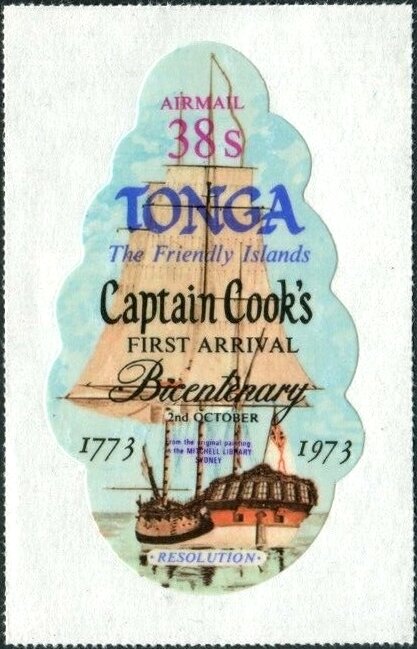 AIRMAIL
38s
TONGA
The Friendly Islands
Captain Cook's
FIRST ARRIVAL
Bicentenary
2nd OCTOBER
1773
from the original painting
in the MITCHELL LIBRARY
SYDNEY
1973
• RESOLUTION •